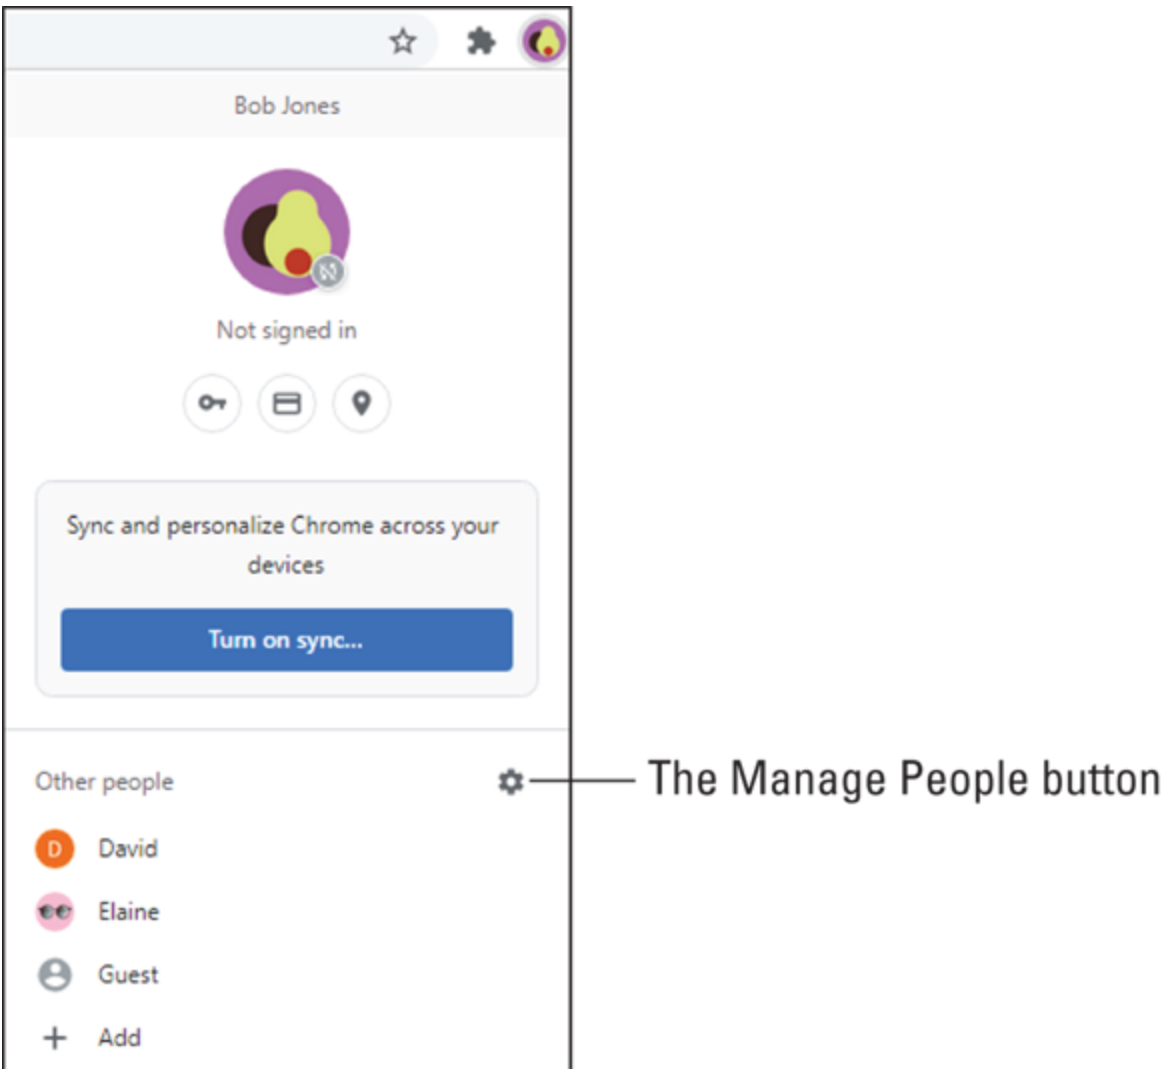 Bob Jones
Not signed in
Sync and personalize Chrome across your
devices
Turn on sync...
Other people
The Manage People button
D David
Elaine
Guest
Add